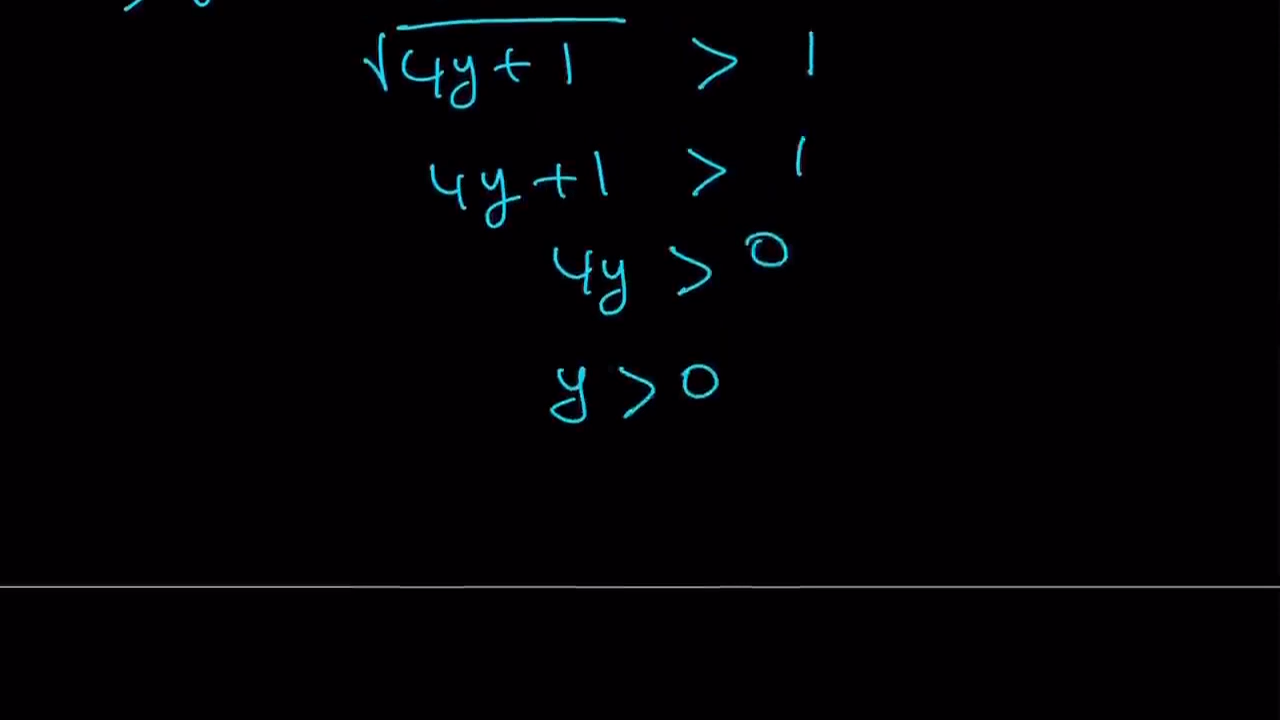 √4y+1 > 1
4y+1 > 1
4y > 0
y > 0